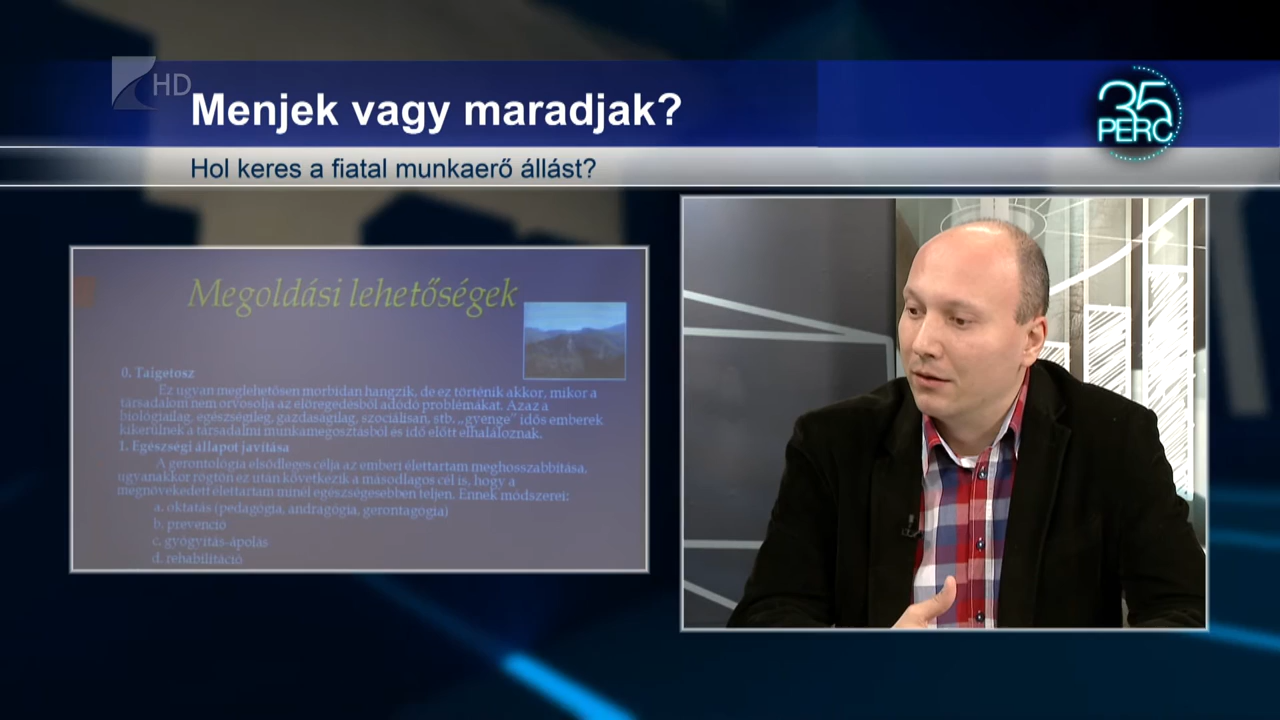 HD
Menjek vagy maradjak?
35
PERC
Hol keres a fiatal munkaerő állást?
Megoldási lehetőségek
0. Taigetosz
Ez ugyan meglehetősen morbidan hangzik, de ez történik akkor, mikor a
társadalom nem orvosolja az elöregedésből adódó problémákat. Azaz a
biológiailag, egészségileg, gazdaságilag, szociálisan, stb. „gyenge" idős emberek
kikerülnek a társadalmi munkamegosztásból és idő előtt elhaláloznak.
1. Egészségi állapot javítása
A gerontológia elsődleges célja az emberi élettartam meghosszabbítása,
ugyanakkor rögtön ez után következik a másodlagos cél is, hogy a
megnövekedett élettartam minél egészségesebben teljen. Ennek módszerei:
a. oktatás (pedagógia, andragógia, gerontagógia)
b. prevenció
c. gyógyítás-ápolás
d. rehabilitáció